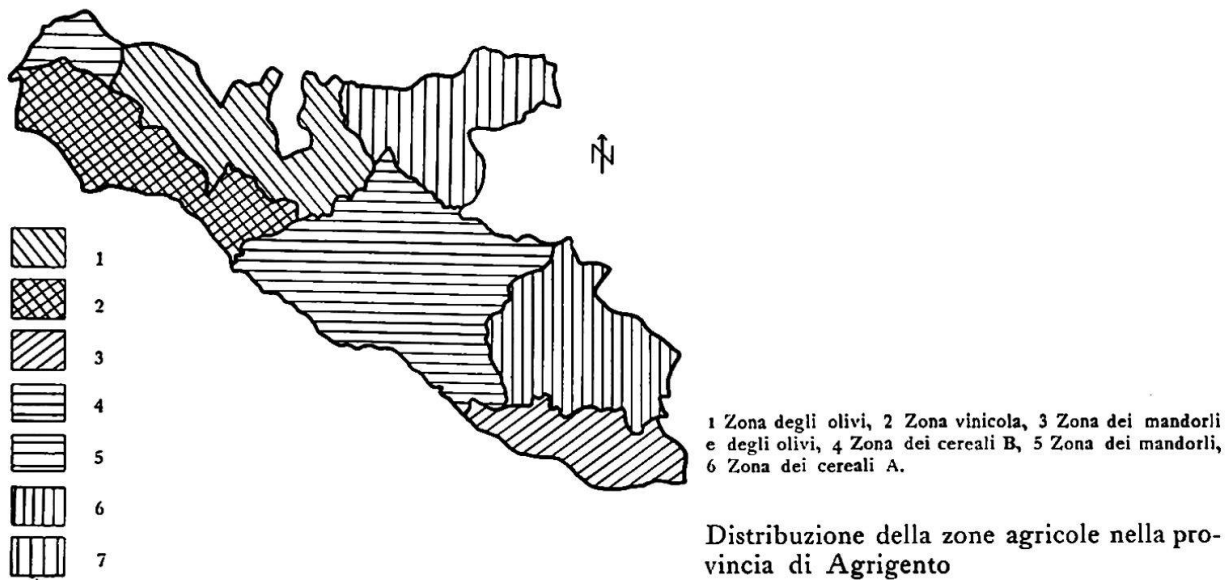 N
1
2
3
4
5
6
7
1 Zona degli olivi, 2 Zona vinicola, 3 Zona dei mandorli
e degli olivi, 4 Zona dei cereali B, 5 Zona dei mandorli,
6 Zona dei cereali A.
Distribuzione della zone agricole nella pro-
vincia di Agrigento